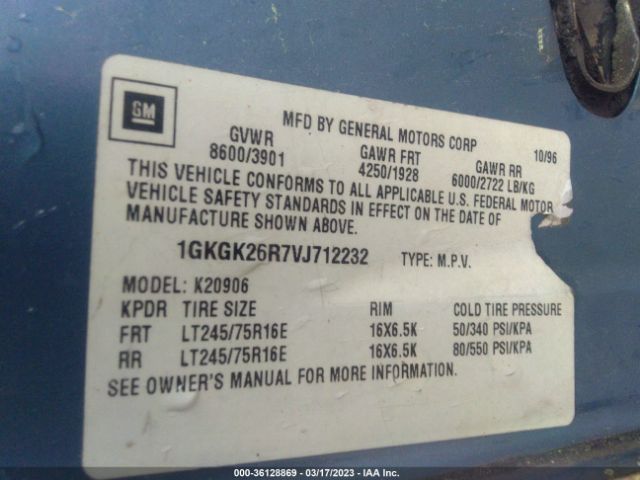 GM
MFD BY GENERAL MOTORS CORP 10/96
GVWR GAWR FRT GAWR RR
8600/3901 4250/1928 6000/2722 LB/KG
THIS VEHICLE CONFORMS TO ALL APPLICABLE U.S. FEDERAL MOTOR
VEHICLE SAFETY STANDARDS IN EFFECT ON THE DATE OF
MANUFACTURE SHOWN ABOVE.
1GKGK26R7VJ712232 TYPE: M.P.V.
MODEL: K20906
KPDR TIRE SIZE RIM COLD TIRE PRESSURE
FRT LT245/75R16E 16X6.5K 50/340 PSI/KPA
RR LT245/75R16E 16X6.5K 80/550 PSI/KPA
SEE OWNER'S MANUAL FOR MORE INFORMATION.
000-36128869 — 03/17/2023 — IAA Inc.